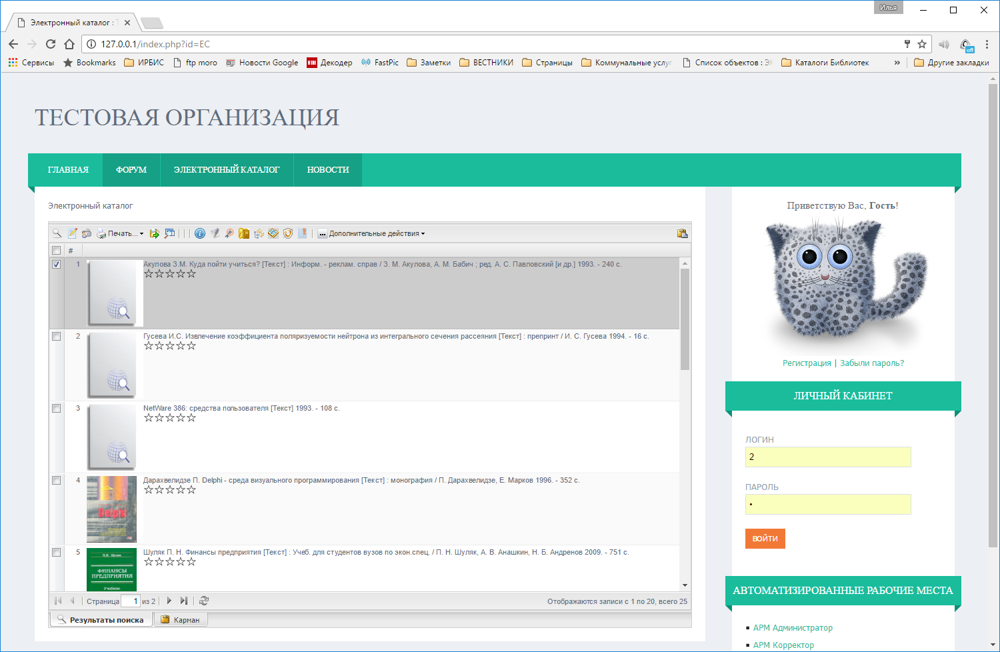 Илья
Электронный каталог : Т
127.0.0.1/index.php?id=EC
off
Сервисы Bookmarks ИРБИС ftp moro Новости Google Декодер FastPic Заметки ВЕСТНИКИ Страницы Коммунальные услуг Список объектов : Эк Каталоги Библиотек » Другие закладки
ТЕСТОВАЯ ОРГАНИЗАЦИЯ
ГЛАВНАЯ ФОРУМ ЭЛЕКТРОННЫЙ КАТАЛОГ НОВОСТИ
Электронный каталог
Печать... Дополнительные действия
#
1 Акулова З.М. Куда пойти учиться? [Текст] : Информ. - реклам. справ / З. М. Акулова, А. М. Бабич ; ред. А. С. Павловский [и др.] 1993. - 240 с.
2 Гусева И.С. Извлечение коэффициента поляризуемости нейтрона из интегрального сечения рассеяния [Текст] : препринт / И. С. Гусева 1994. - 16 с.
3 NetWare 386: средства пользователя [Текст] 1993. - 108 с.
4 Дарахвелидзе П. Delphi - среда визуального программирования [Текст] : монография / П. Дарахвелидзе, Е. Марков 1996. - 352 с.
Delphi
5 Шуляк П. Н. Финансы предприятия [Текст] : Учеб. для студентов вузов по экон.спец. / П. Н. Шуляк, А. В. Анашкин, Н. Б. Андренов 2009. - 751 с.
П.Н. Шуляк
ФИНАНСЫ
ПРЕДПРИЯТИЯ
Учебник
Страница 1 из 2 Отображаются записи с 1 по 20, всего 25
Результаты поиска Карман
Приветствую Вас, Гость!
Регистрация | Забыли пароль?
ЛИЧНЫЙ КАБИНЕТ
ЛОГИН
2
ПАРОЛЬ
•
ВОЙТИ
АВТОМАТИЗИРОВАННЫЕ РАБОЧИЕ МЕСТА
АРМ Администратор
АРМ Корректор